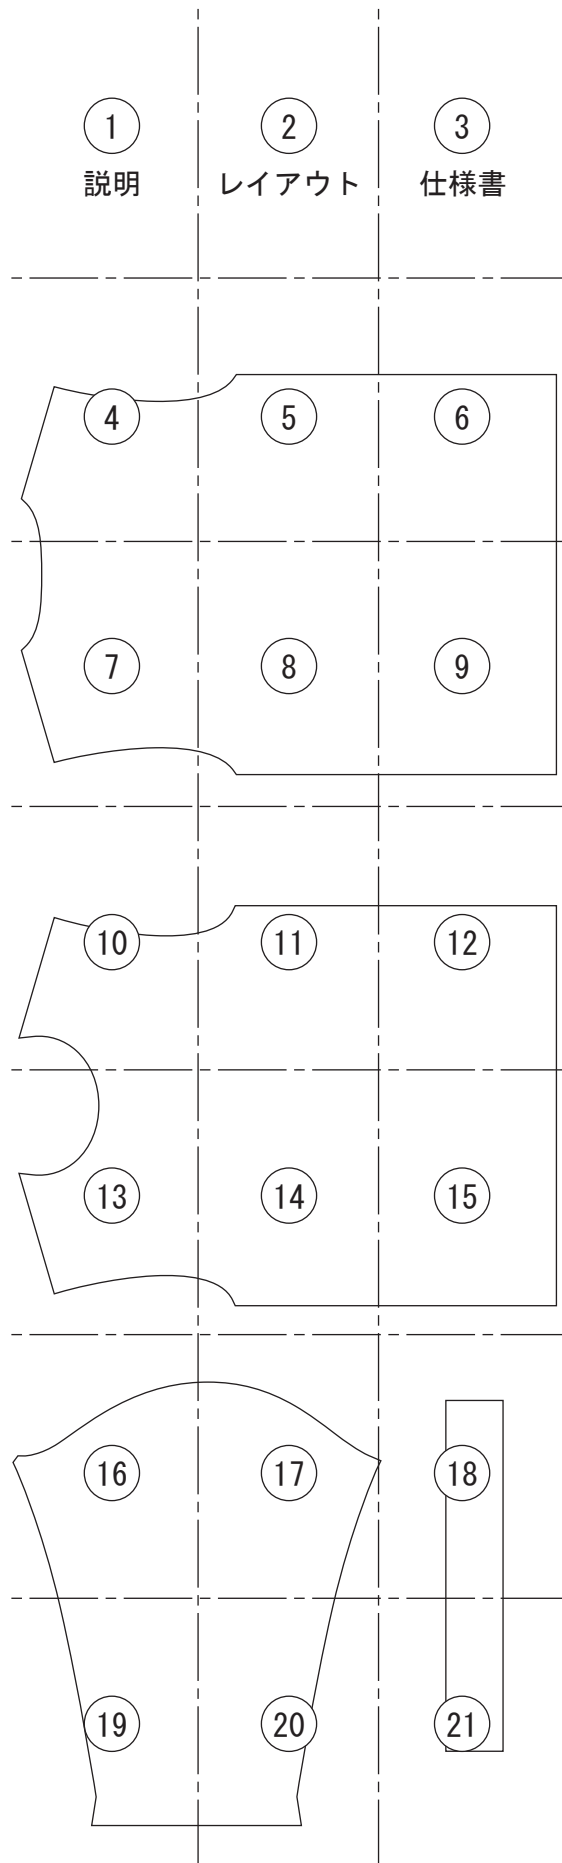 ① ② ③
説明 レイアウト 仕様書
④ ⑤ ⑥
⑦ ⑧ ⑨
⑩ ⑪ ⑫
⑬ ⑭ ⑮
⑯ ⑰ ⑱
⑲ ⑳ ㉑